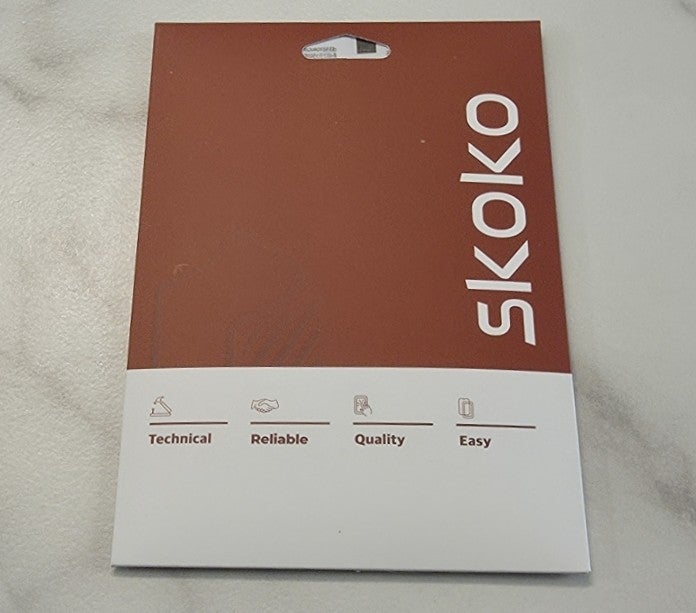 skoko
Technical
Reliable
Quality
Easy